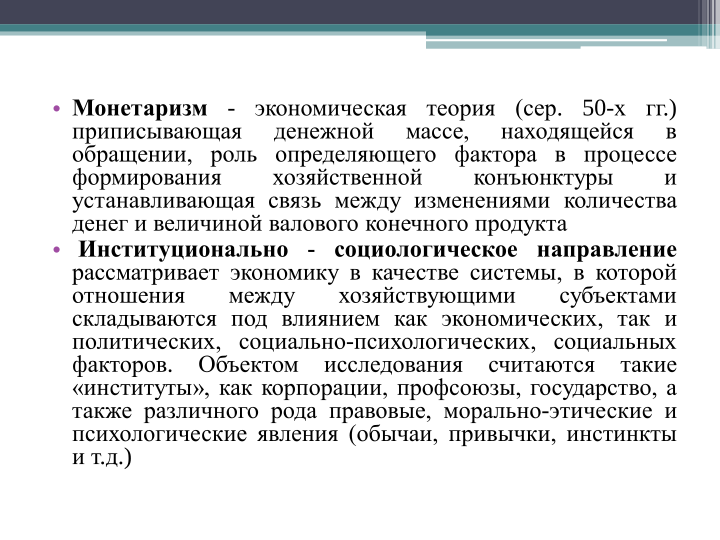 • Монетаризм - экономическая теория (сер. 50-х гг.)
приписывающая денежной массе, находящейся в
обращении, роль определяющего фактора в процессе
формирования хозяйственной конъюнктуры и
устанавливающая связь между изменениями количества
денег и величиной валового конечного продукта
• Институционально - социологическое направление
рассматривает экономику в качестве системы, в которой
отношения между хозяйствующими субъектами
складываются под влиянием как экономических, так и
политических, социально-психологических, социальных
факторов. Объектом исследования считаются такие
«институты», как корпорации, профсоюзы, государство, а
также различного рода правовые, морально-этические и
психологические явления (обычаи, привычки, инстинкты
и т.д.)